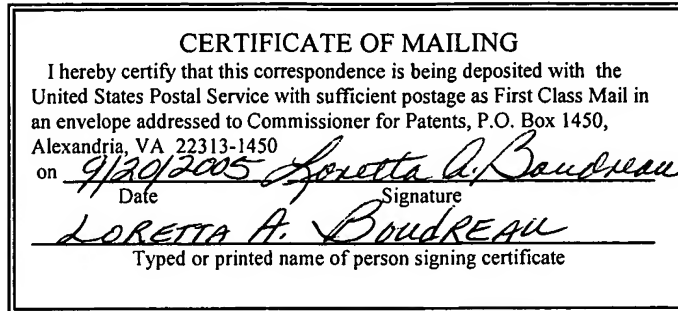 CERTIFICATE OF MAILING
I hereby certify that this correspondence is being deposited with the
United States Postal Service with sufficient postage as First Class Mail in
an envelope addressed to Commissioner for Patents, P.O. Box 1450,
Alexandria, VA 22313-1450
on 9/20/2005 Loretta A. Boudreau
Date Signature
LORETTA A. BOUDREAU
Typed or printed name of person signing certificate